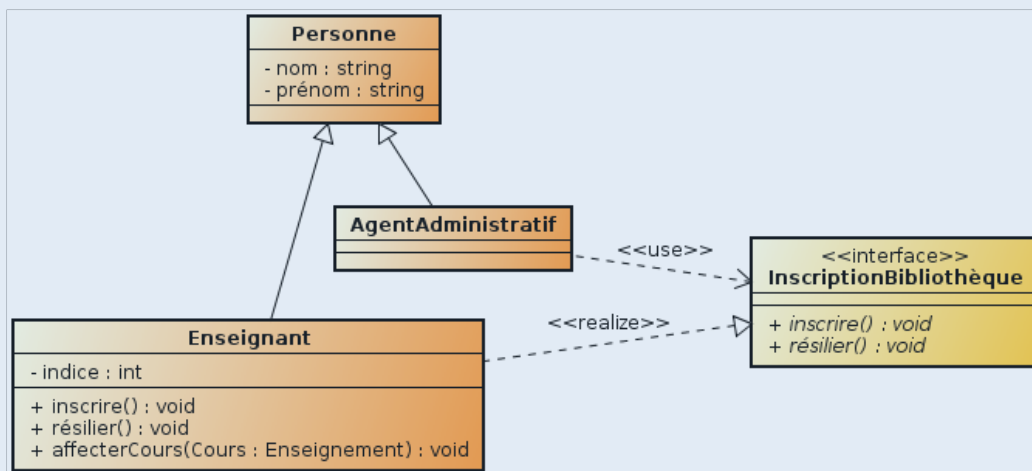 Personne
- nom : string
- prénom : string
AgentAdministratif
<<use>>
<<interface>>
InscriptionBibliothèque
+ inscrire() : void
+ résilier() : void
<<realize>>
Enseignant
- indice : int
+ inscrire() : void
+ résilier() : void
+ affecterCours(Cours : Enseignement) : void